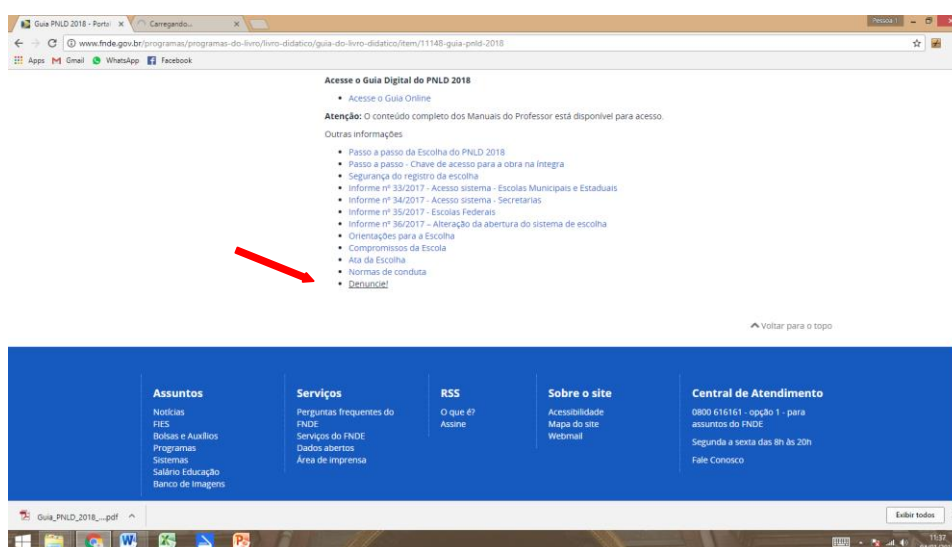 Guia PNLD 2018 - Portal
Carregando...
Pessoa 1
www.fnde.gov.br/programas/programas-do-livro/livro-didatico/guia-do-livro-didatico/item/11148-guia-pnld-2018
Apps
Gmail
WhatsApp
Facebook
Acesse o Guia Digital do PNLD 2018
Acesse o Guia Online
Atenção: O conteúdo completo dos Manuais do Professor está disponível para acesso.
Outras informações
Passo a passo da Escolha do PNLD 2018
Passo a passo - Chave de acesso para a obra na íntegra
Segurança do registro da escolha
Informe nº 33/2017 - Acesso sistema - Escolas Municipais e Estaduais
Informe nº 34/2017 - Acesso sistema - Secretarias
Informe nº 35/2017 - Escolas Federais
Informe nº 36/2017 – Alteração da abertura do sistema de escolha
Orientações para a Escolha
Compromissos da Escola
Ata da Escolha
Normas de conduta
Denuncie!
Voltar para o topo
Assuntos
Notícias
FIES
Bolsas e Auxílios
Programas
Sistemas
Salário Educação
Banco de Imagens
Serviços
Perguntas frequentes do
FNDE
Serviços do FNDE
Dados abertos
Área de imprensa
RSS
O que é?
Assine
Sobre o site
Acessibilidade
Mapa do site
Webmail
Central de Atendimento
0800 616161 - opção 1 - para
assuntos do FNDE
Segunda a sexta das 8h às 20h
Fale Conosco
Guia_PNLD_2018_....pdf
Exibir todos
11:37